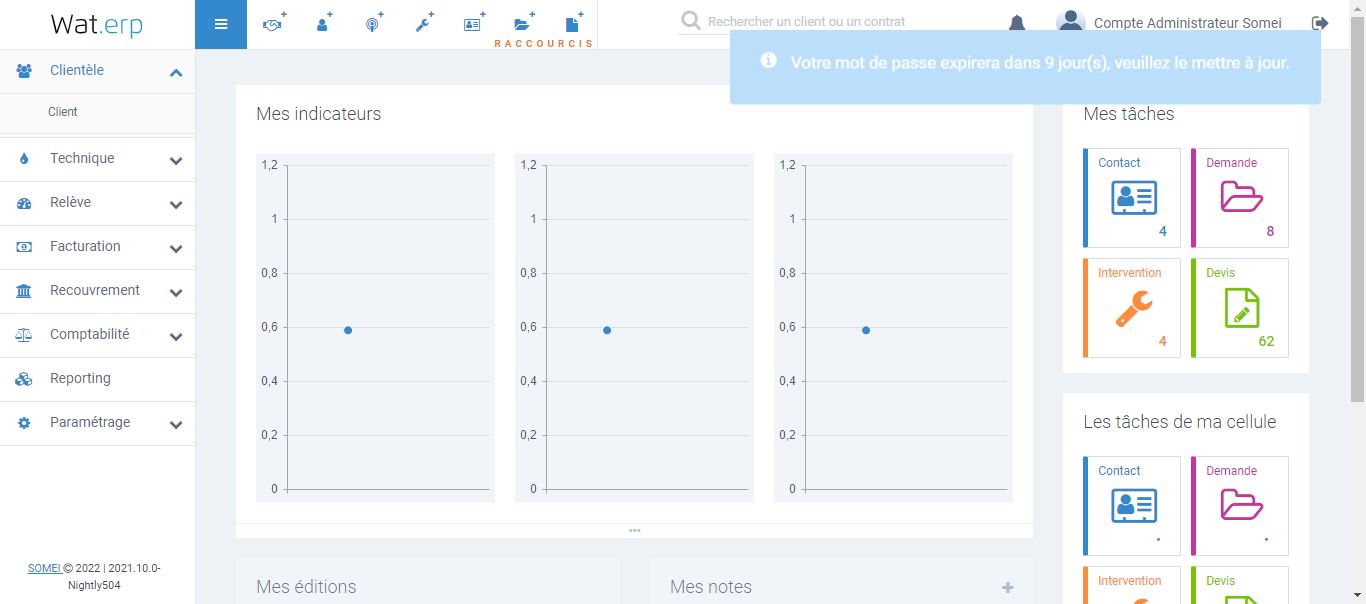 Wat.erp
RACCOURCIS
Rechercher un client ou un contrat
Compte Administrateur Somei
Votre mot de passe expirera dans 9 jour(s), veuillez le mettre à jour.
Clientèle
Client
Technique
Relève
Facturation
Recouvrement
Comptabilité
Reporting
Paramétrage
SOMEI © 2022 | 2021.10.0-
Nightly504
Mes indicateurs
1,2
1
0,8
0,6
0,4
0,2
0
1,2
1
0,8
0,6
0,4
0,2
0
1,2
1
0,8
0,6
0,4
0,2
0
Mes éditions
Mes notes
Mes tâches
Contact
4
Demande
8
Intervention
4
Devis
62
Les tâches de ma cellule
Contact
Demande
Intervention
Devis